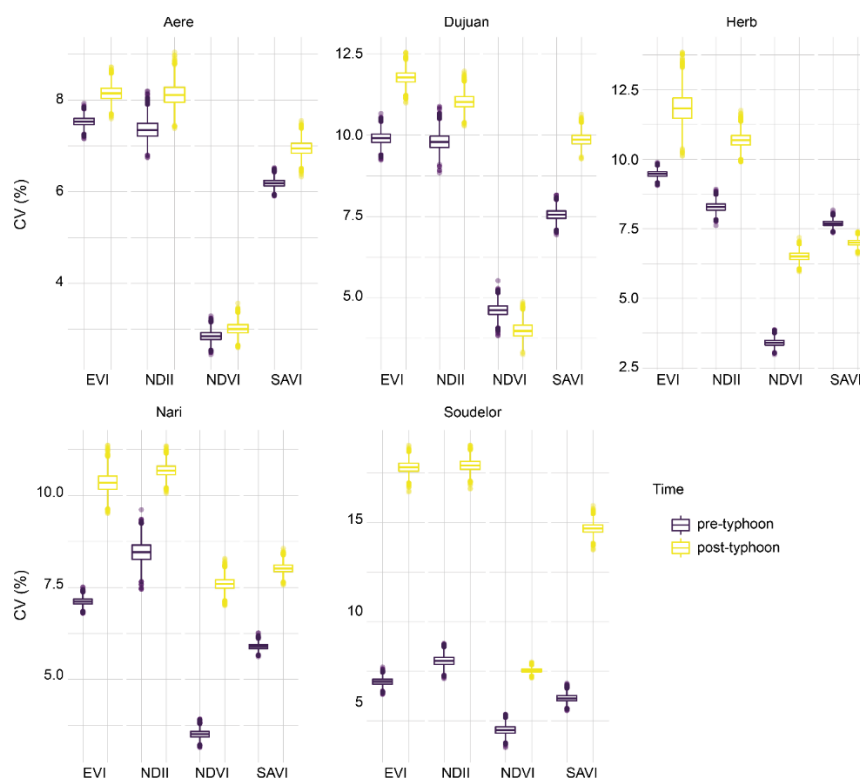 Aere
Dujuan
Herb
CV (%)
8
6
4
EVI NDII NDVI SAVI
12.5
10.0
7.5
5.0
EVI NDII NDVI SAVI
12.5
10.0
7.5
5.0
2.5
EVI NDII NDVI SAVI
Nari
Soudelor
CV (%)
10.0
7.5
5.0
EVI NDII NDVI SAVI
15
10
5
EVI NDII NDVI SAVI
Time
pre-typhoon
post-typhoon